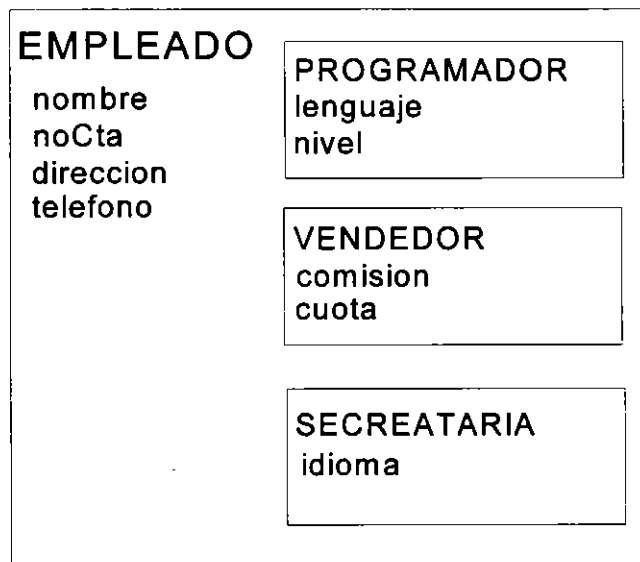 EMPLEADO
nombre
noCta
direccion
telefono
PROGRAMADOR
lenguaje
nivel
VENDEDOR
comision
cuota
SECREATARIA
idioma